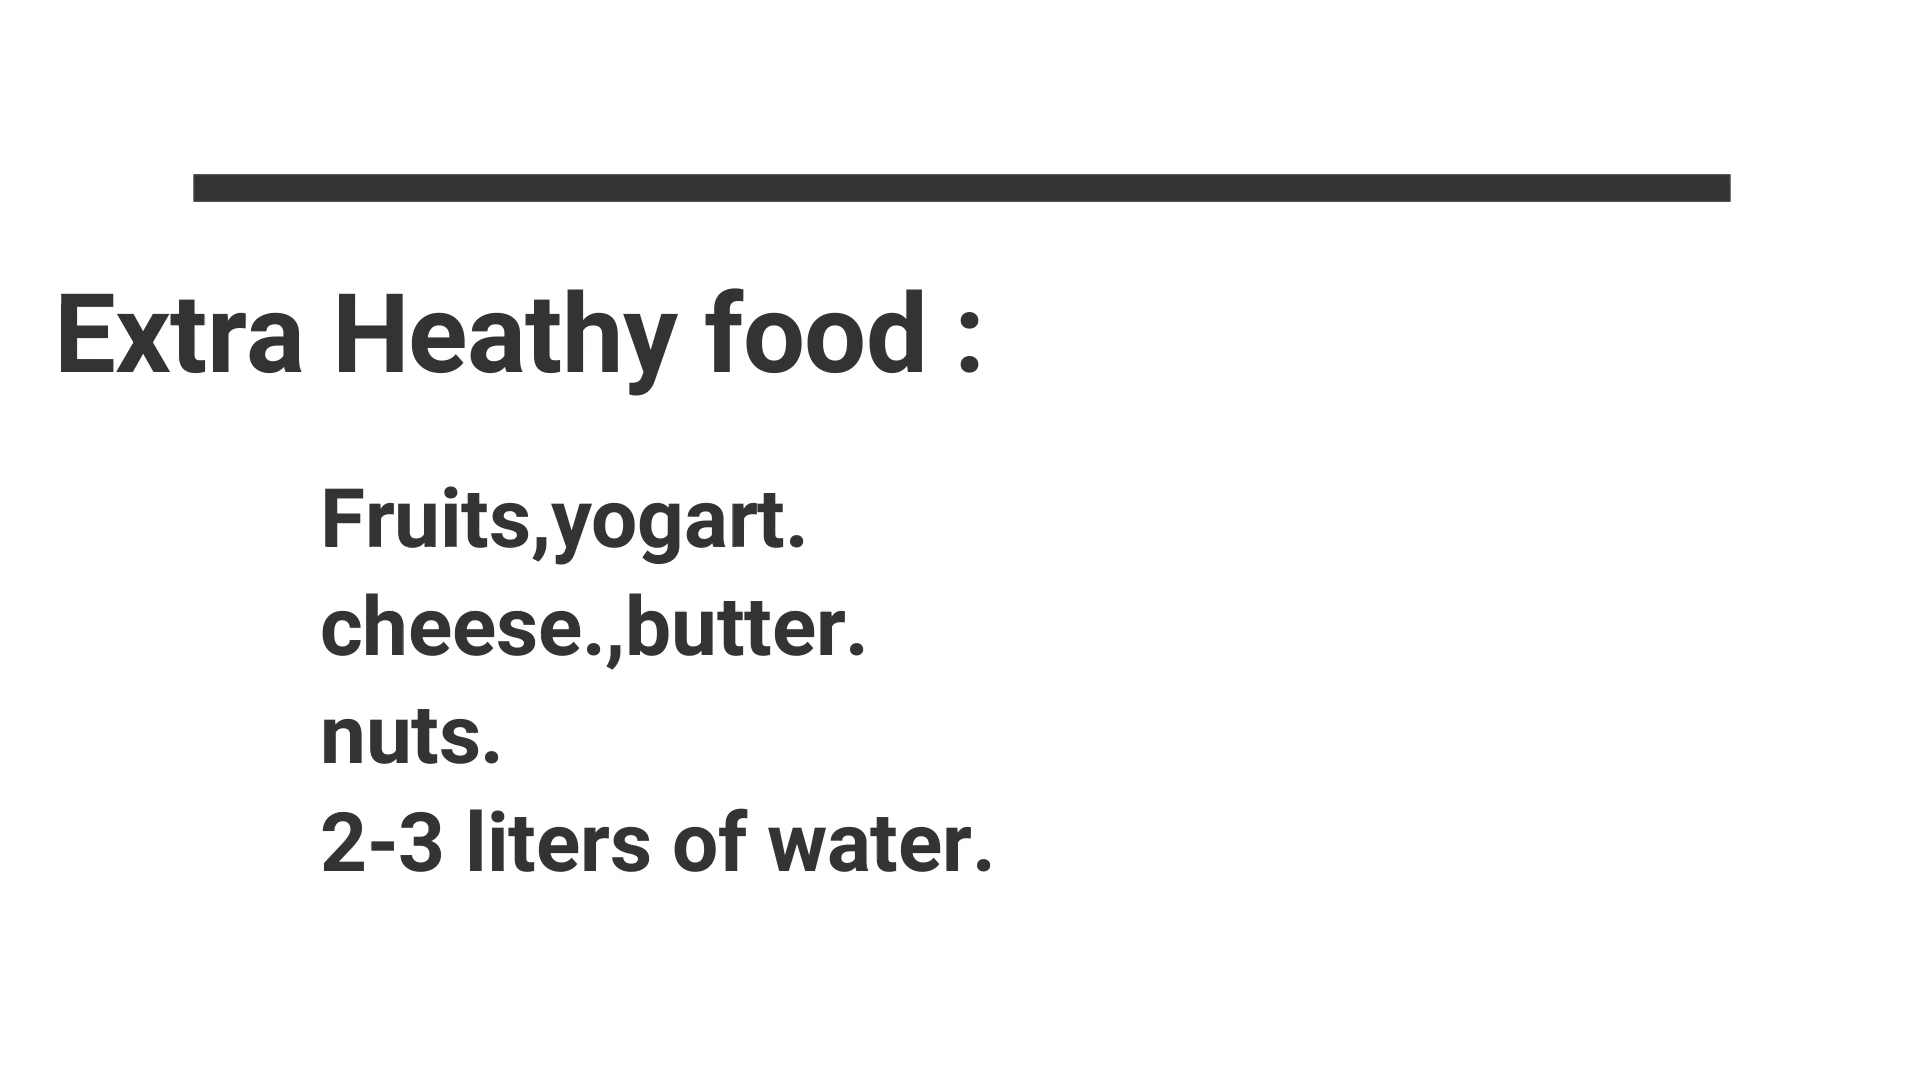 Extra Heathy food :
Fruits,yogart.
cheese.,butter.
nuts.
2-3 liters of water.